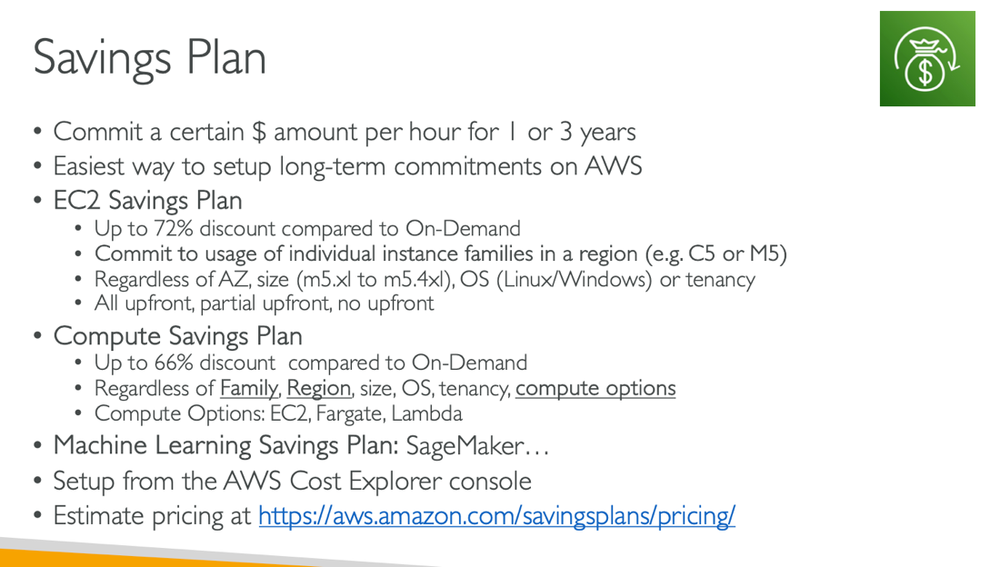 Savings Plan
$
• Commit a certain $ amount per hour for 1 or 3 years
• Easiest way to setup long-term commitments on AWS
• EC2 Savings Plan
• Up to 72% discount compared to On-Demand
• Commit to usage of individual instance families in a region (e.g. C5 or M5)
• Regardless of AZ, size (m5.xl to m5.4xl), OS (Linux/Windows) or tenancy
• All upfront, partial upfront, no upfront
• Compute Savings Plan
• Up to 66% discount compared to On-Demand
• Regardless of Family, Region, size, OS, tenancy, compute options
• Compute Options: EC2, Fargate, Lambda
• Machine Learning Savings Plan: SageMaker…
• Setup from the AWS Cost Explorer console
• Estimate pricing at https://aws.amazon.com/savingsplans/pricing/